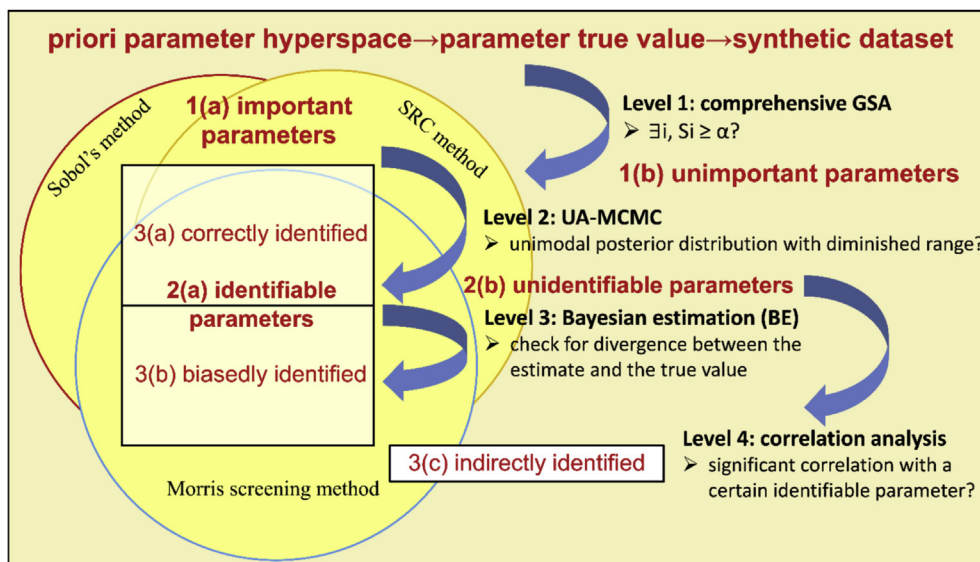 priori parameter hyperspace→parameter true value→synthetic dataset
Sobol's method
1(a) important
parameters
SRC method
Level 1: comprehensive GSA
➢ ∃i, Si ≥ α?
1(b) unimportant parameters
3(a) correctly identified
Level 2: UA-MCMC
➢ unimodal posterior distribution with diminished range?
2(a) identifiable
parameters
2(b) unidentifiable parameters
Level 3: Bayesian estimation (BE)
➢ check for divergence between the
estimate and the true value
3(b) biasedly identified
Level 4: correlation analysis
➢ significant correlation with a
certain identifiable parameter?
3(c) indirectly identified
Morris screening method